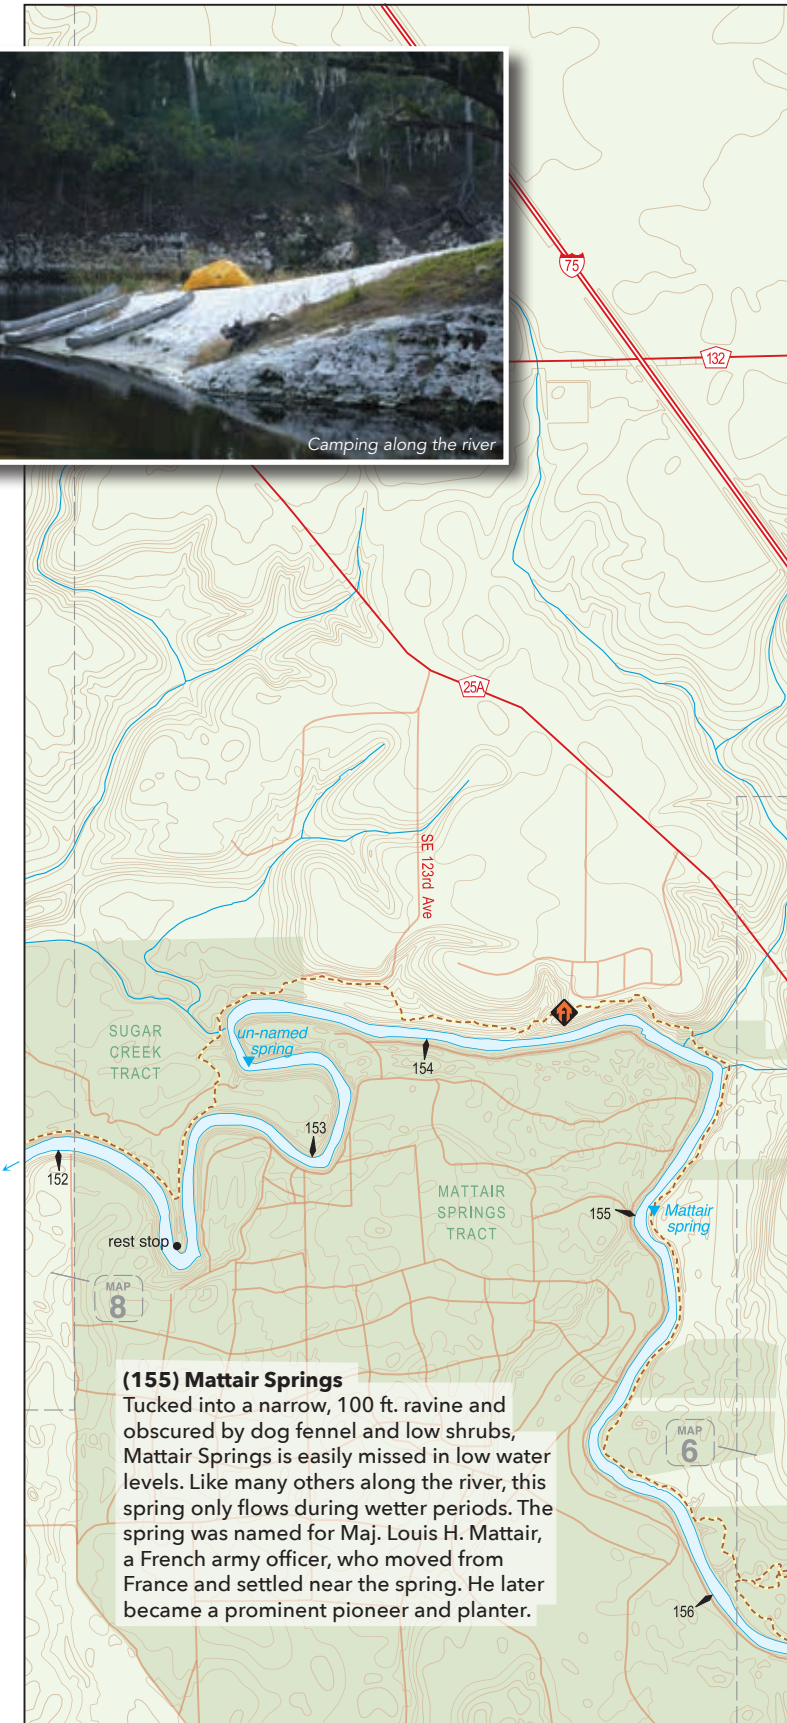 75
132
Camping along the river
25A
SE 123rd Ave
SUGAR
CREEK
TRACT
un-named
spring
154
153
152
MATTAIR
SPRINGS
TRACT
155
Mattair
spring
rest stop
MAP
8
(155) Mattair Springs
Tucked into a narrow, 100 ft. ravine and
obscured by dog fennel and low shrubs,
Mattair Springs is easily missed in low water
levels. Like many others along the river, this
spring only flows during wetter periods. The
spring was named for Maj. Louis H. Mattair,
a French army officer, who moved from
France and settled near the spring. He later
became a prominent pioneer and planter.
MAP
6
156